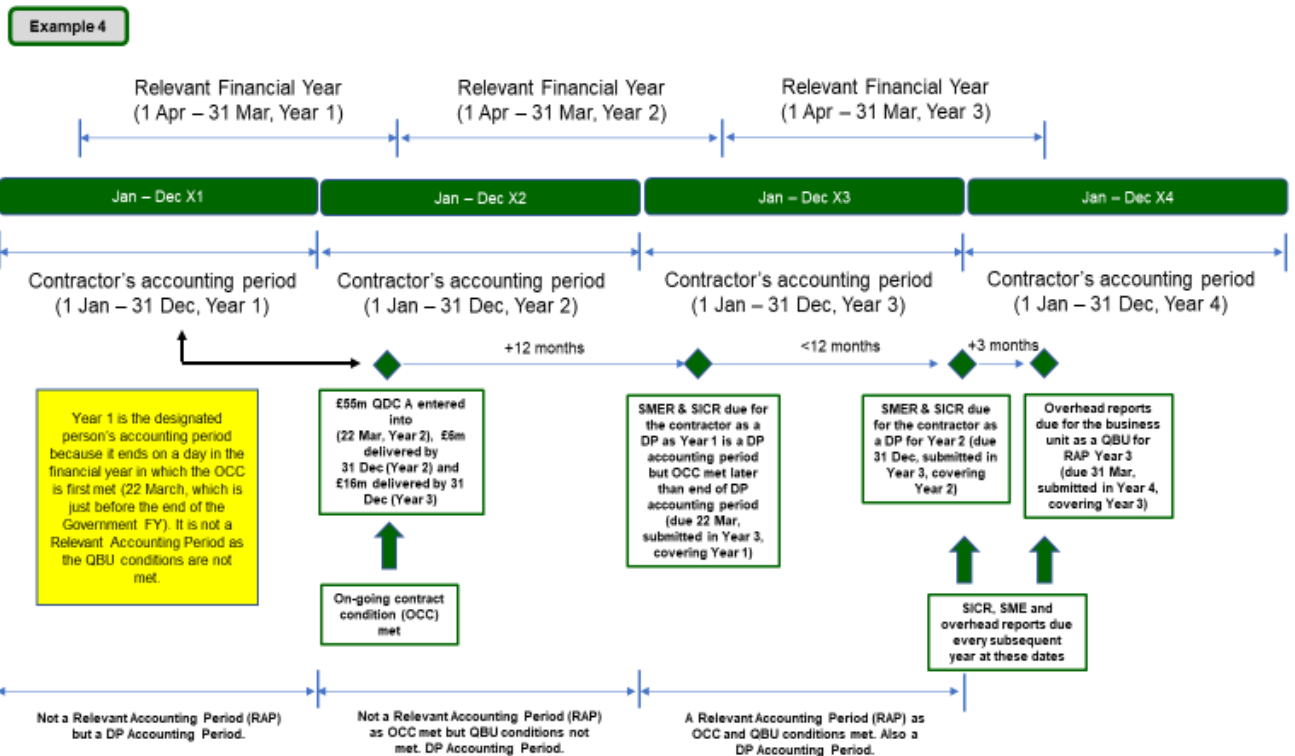 Example 4
Relevant Financial Year
(1 Apr – 31 Mar, Year 1)
Relevant Financial Year
(1 Apr – 31 Mar, Year 2)
Relevant Financial Year
(1 Apr – 31 Mar, Year 3)
Jan – Dec X1
Jan – Dec X2
Jan – Dec X3
Jan – Dec X4
Contractor's accounting period
(1 Jan – 31 Dec, Year 1)
Contractor's accounting period
(1 Jan – 31 Dec, Year 2)
Contractor's accounting period
(1 Jan – 31 Dec, Year 3)
Contractor's accounting period
(1 Jan – 31 Dec, Year 4)
+12 months
<12 months
+3 months
Year 1 is the designated
person's accounting period
because it ends on a day in the
financial year in which the OCC
is first met (22 March, which is
just before the end of the
Government FY). It is not a
Relevant Accounting Period as
the QBU conditions are not
met.
£55m QDC A entered
into
(22 Mar, Year 2), £6m
delivered by
31 Dec (Year 2) and
£16m delivered by 31
Dec (Year 3)
SMER & SICR due for
the contractor as a
DP as Year 1 is a DP
accounting period
but OCC met later
than end of DP
accounting period
(due 22 Mar,
submitted in Year 3,
covering Year 1)
SMER & SICR due
for the contractor as
a DP for Year 2 (due
31 Dec, submitted in
Year 3, covering
Year 2)
Overhead reports
due for the business
unit as a QBU for
RAP Year 3
(due 31 Mar,
submitted in Year 4,
covering Year 3)
On-going contract
condition (OCC)
met
SICR, SME and
overhead reports due
every subsequent
year at these dates
Not a Relevant Accounting Period (RAP)
but a DP Accounting Period.
Not a Relevant Accounting Period (RAP)
as OCC met but QBU conditions not
met. DP Accounting Period.
A Relevant Accounting Period (RAP) as
OCC and QBU conditions met. Also a
DP Accounting Period.